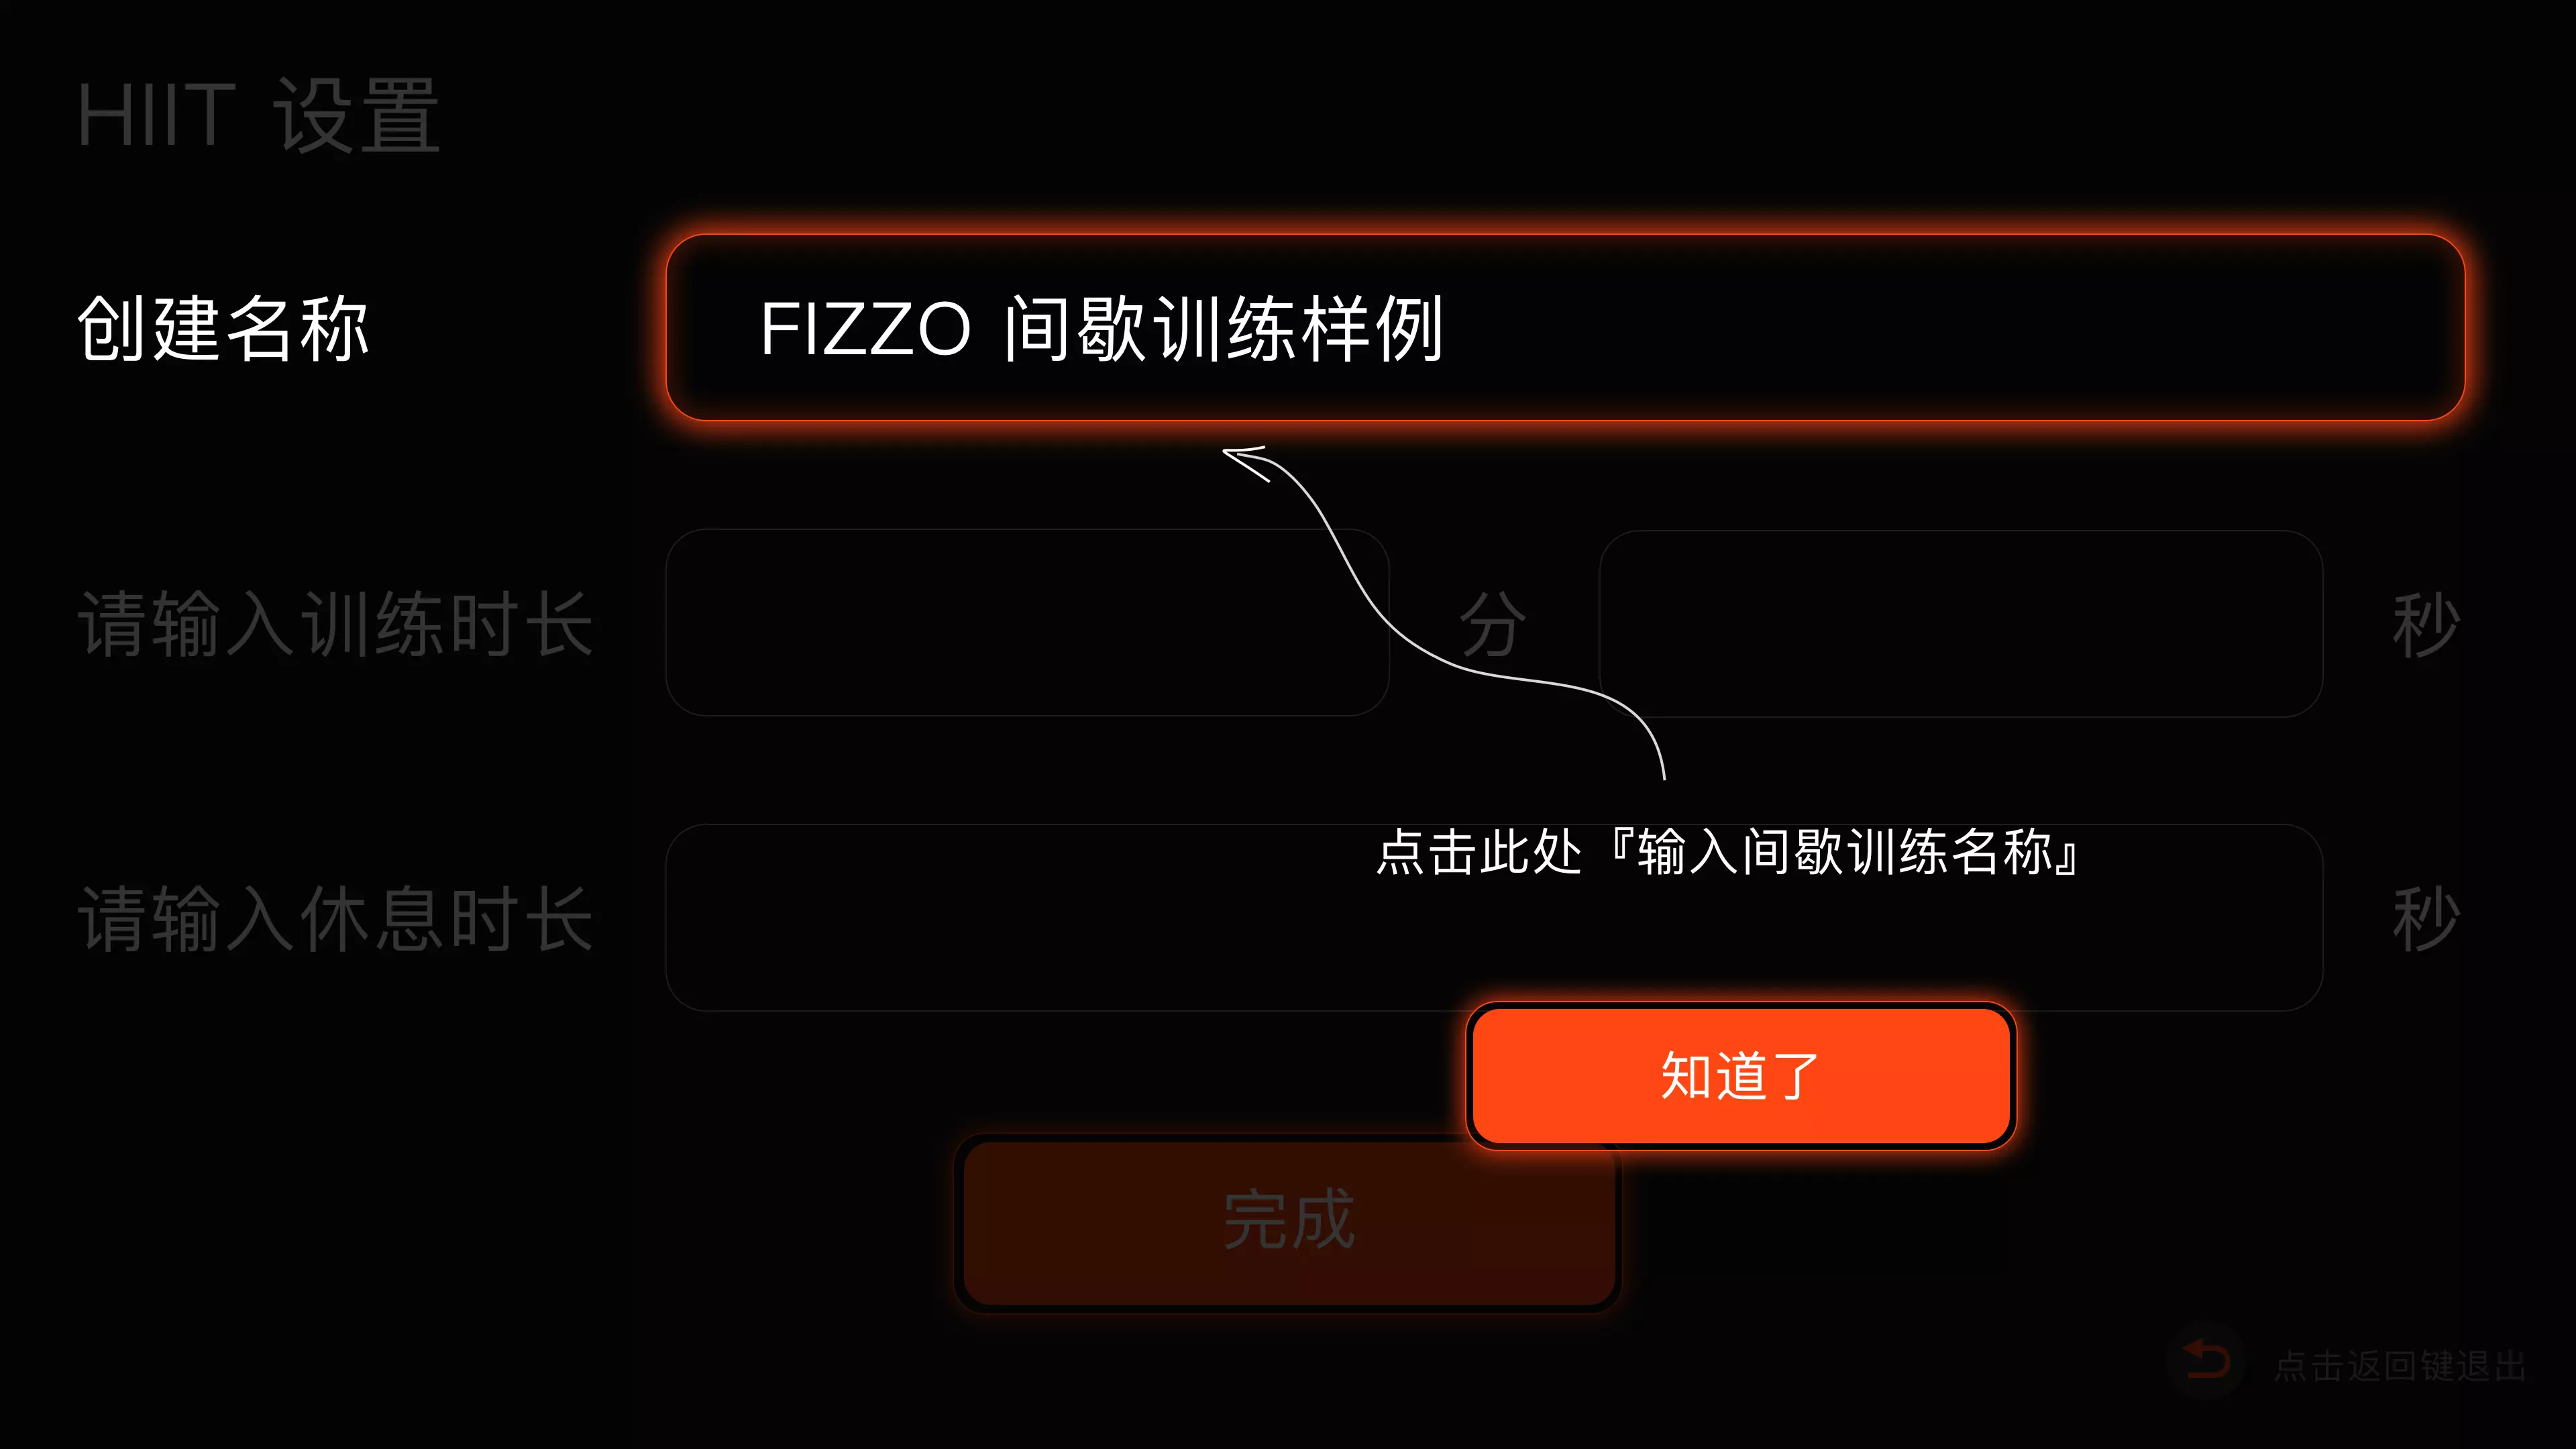 HIIT 设置
创建名称
FIZZO 间歇训练样例
请输入训练时长
分
秒
点击此处『输入间歇训练名称』
请输入休息时长
秒
知道了
完成
点击返回键退出